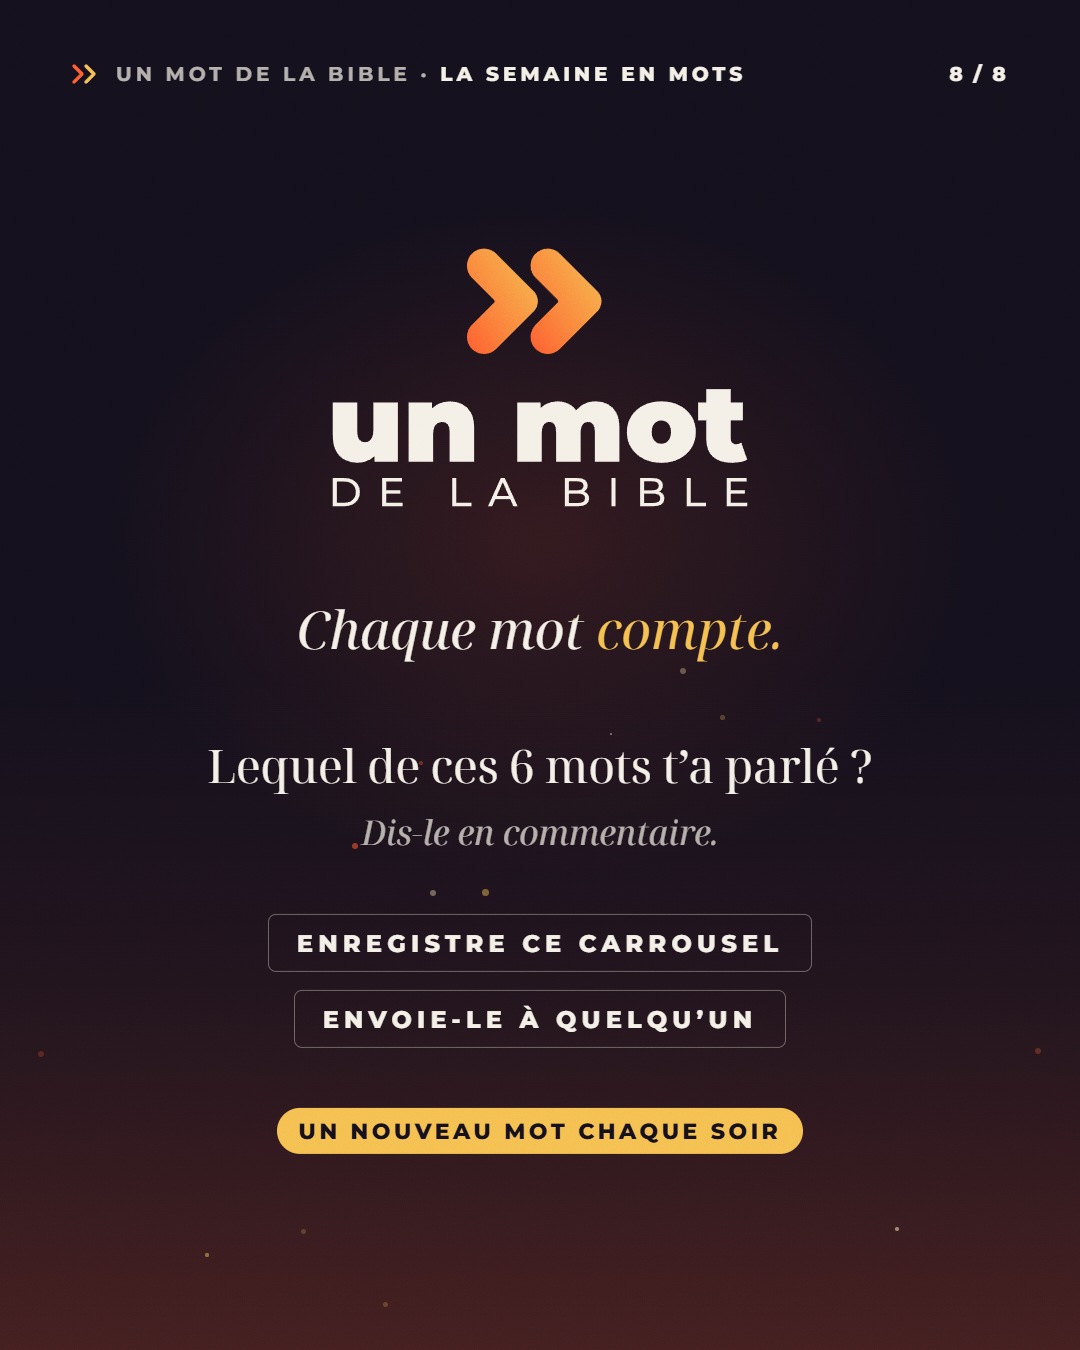 UN MOT DE LA BIBLE · LA SEMAINE EN MOTS
8 / 8
un mot
DE LA BIBLE
Chaque mot compte.
Lequel de ces 6 mots t’a parlé ?
Dis-le en commentaire.
ENREGISTRE CE CARROUSEL
ENVOIE-LE À QUELQU’UN
UN NOUVEAU MOT CHAQUE SOIR